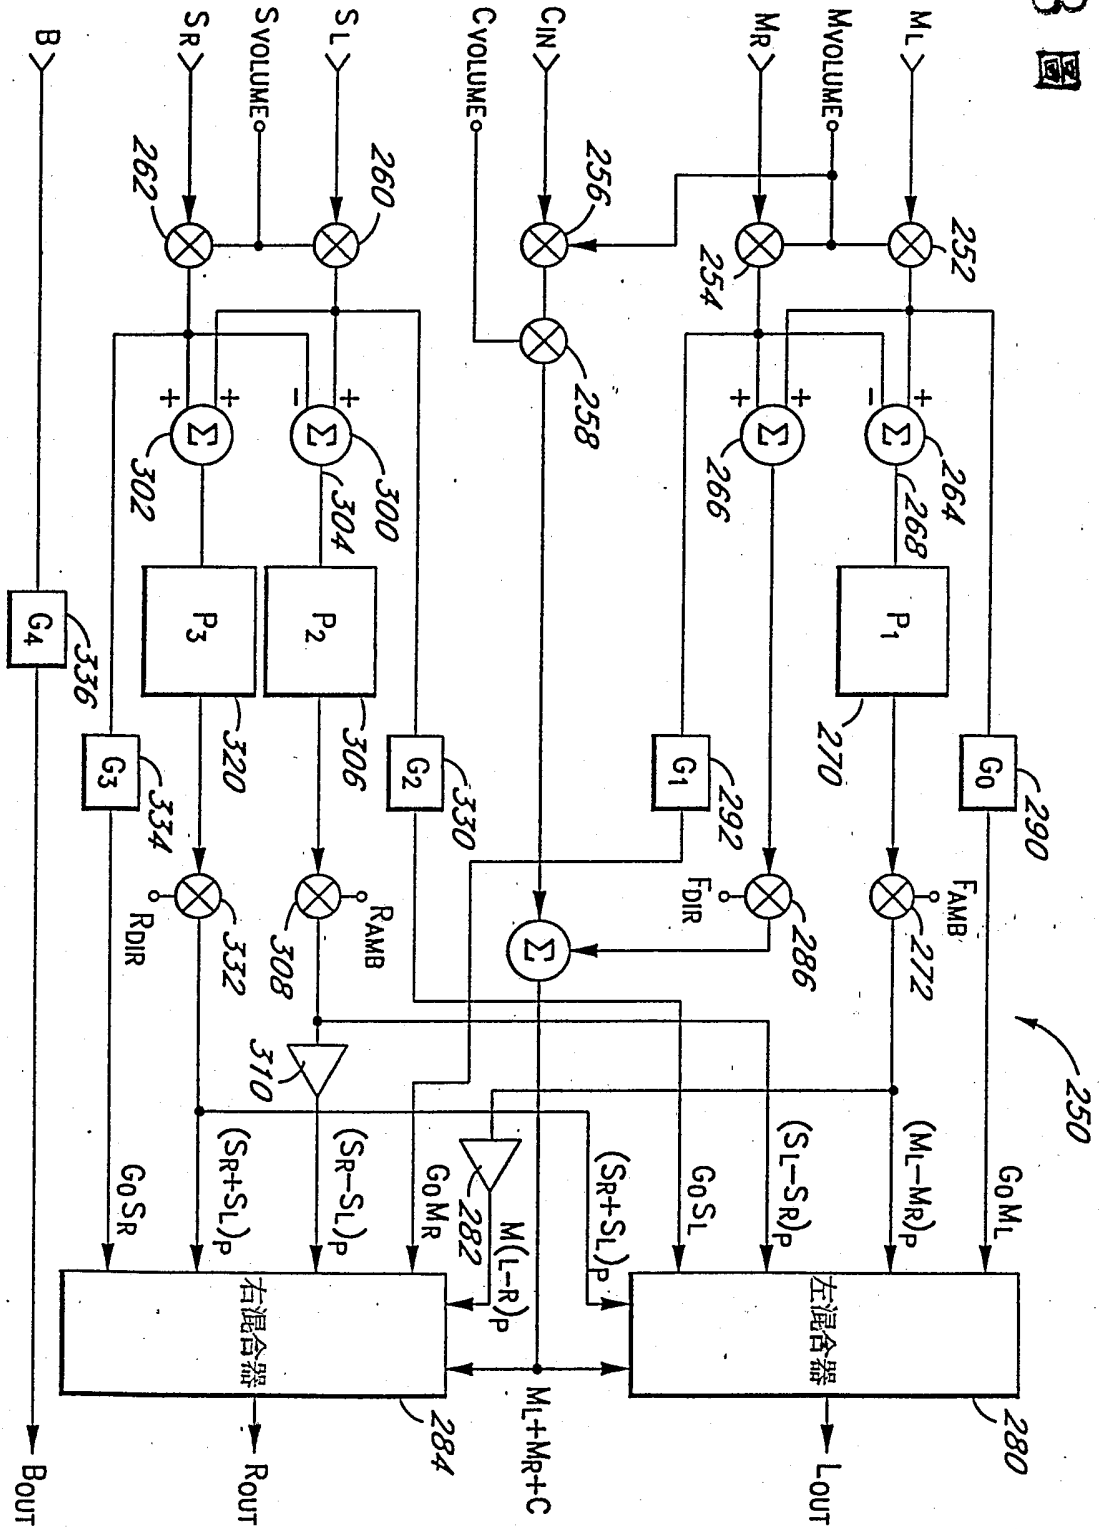 8 圖
250
ML
MVOLUME
MR
CIN
CVOLUME
SL
SVOLUME
SR
B
252
254
256
258
260
262
+
-
+
+
+
-
+
+
Σ
Σ
Σ
Σ
Σ
264
266
268
300
302
304
P1
P2
P3
270
306
320
G0
G1
G2
G3
G4
290
292
330
334
336
FAMB
FDIR
RAMB
RDIR
272
286
308
332
310
282
G0ML
(ML-MR)P
(SL-SR)P
G0SL
(SR+SL)P
M(L-R)P
G0MR
(SR-SL)P
(SR+SL)P
G0SR
左混合器
280
右混合器
284
LOUT
ML+MR+C
ROUT
BOUT